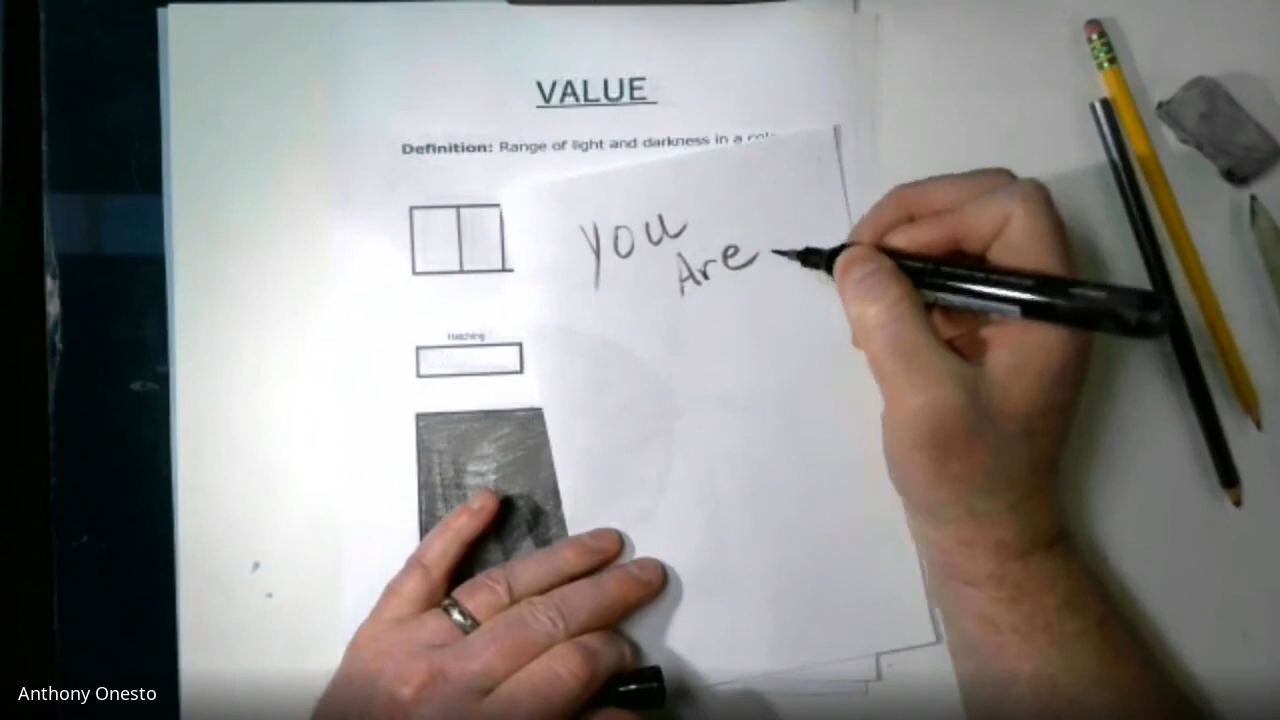 VALUE
Definition: Range of light and darkness in a
You
Are
Hatching
Anthony Onesto